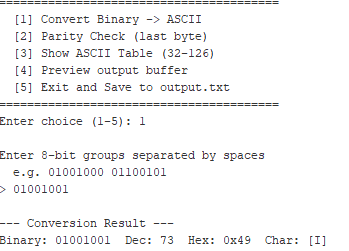 ========================================
[1] Convert Binary -> ASCII
[2] Parity Check (last byte)
[3] Show ASCII Table (32-126)
[4] Preview output buffer
[5] Exit and Save to output.txt
========================================
Enter choice (1-5): 1
Enter 8-bit groups separated by spaces
e.g. 01001000 01100101
> 01001001
--- Conversion Result ---
Binary: 01001001  Dec: 73  Hex: 0x49  Char: [I]